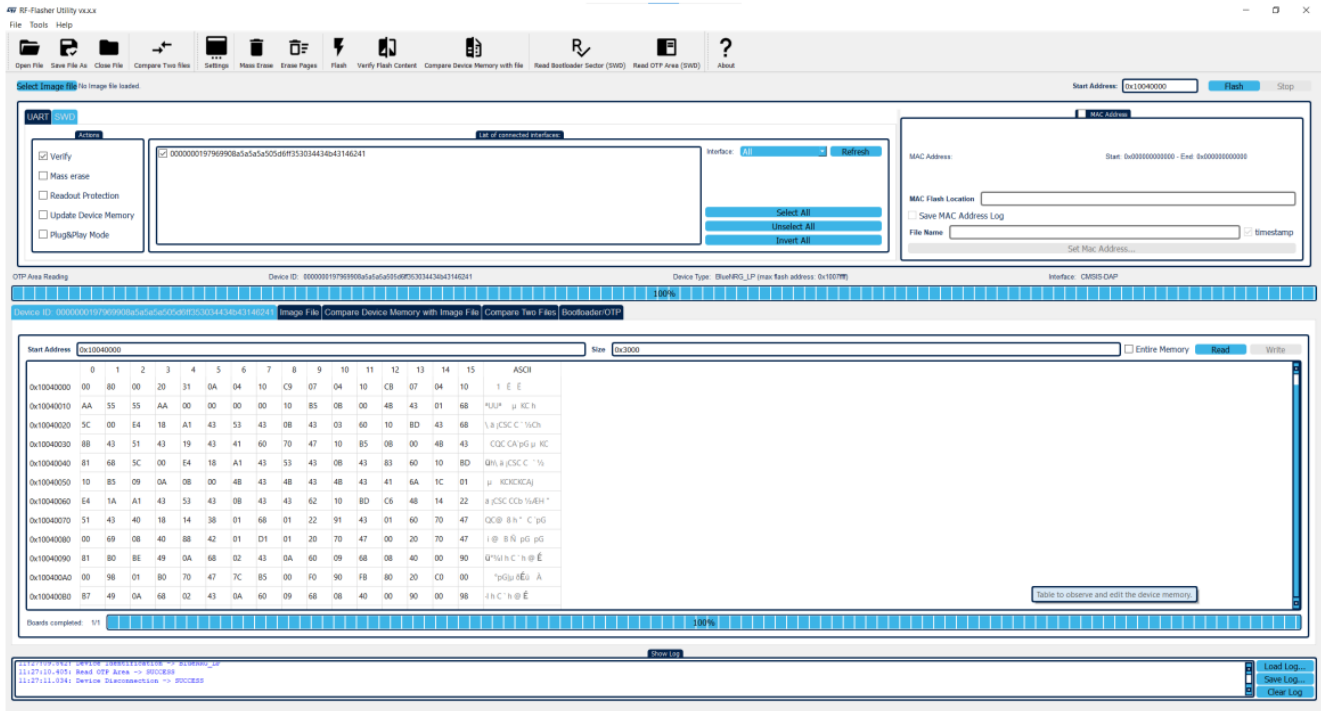 RF-Flasher Utility vx.x.x
File Tools Help
Open File Save File As Close File Compare Two files Settings Mass Erase Erase Pages Flash Verify Flash Content Compare Device Memory with file Read Bootloader Sector (SWD) Read OTP Area (SWD) About
Select Image file No Image file loaded. Start Address: 0x10040000 Flash Stop
UART SWD MAC Address
Actions List of connected interfaces:
Verify
Mass erase
Readout Protection
Update Device Memory
Plug&Play Mode
0000000197969908a5a5a5a505d6ff353034434b43146241
Interface: All Refresh
Select All
Unselect All
Invert All
MAC Address: Start: 0x000000000000 - End: 0x000000000000
MAC Flash Location
Save MAC Address Log
File Name timestamp
Set Mac Address...
OTP Area Reading Device ID: 0000000197969908a5a5a5a505d6ff353034434b43146241 Device Type: BlueNRG_LP (max flash address: 0x1007ffff) Interface: CMSIS-DAP
100%
Device ID: 0000000197969908a5a5a5a505d6ff353034434b43146241 Image File Compare Device Memory with Image File Compare Two Files Bootloader/OTP
Start Address 0x10040000 Size 0x3000 Entire Memory Read Write
0 1 2 3 4 5 6 7 8 9 10 11 12 13 14 15 ASCII
0x10040000 00 80 00 20 31 0A 04 10 C9 07 04 10 CB 07 04 10 1 É Ë
0x10040010 AA 55 55 AA 00 00 00 00 10 B5 0B 00 4B 43 01 68 ªUUª µ KC h
0x10040020 5C 00 E4 18 A1 43 53 43 0B 43 03 60 10 BD 43 68
0x10040030 8B 43 51 43 19 43 41 60 70 47 10 B5 0B 00 4B 43
0x10040040 81 68 5C 00 E4 18 A1 43 53 43 0B 43 83 60 10 BD
0x10040050 10 B5 09 0A 0B 00 4B 43 4B 43 4B 43 41 6A 1C 01 µ KCKCKCAj
0x10040060 E4 1A A1 43 53 43 0B 43 43 62 10 BD C6 48 14 22
0x10040070 51 43 40 18 14 38 01 68 01 22 91 43 01 60 70 47
0x10040080 00 69 08 40 88 42 01 D1 01 20 70 47 00 20 70 47 i @ B Ñ pG pG
0x10040090 81 B0 BE 49 0A 68 02 43 0A 60 09 68 08 40 00 90
0x100400A0 00 98 01 B0 70 47 7C B5 00 F0 90 FB 80 20 C0 00
0x100400B0 87 49 0A 68 02 43 0A 60 09 68 08 40 00 90 00 98
Table to observe and edit the device memory.
Boards completed: 1/1 100%
Show Log
11:27:10.405: Read OTP Area -> SUCCESS
11:27:11.034: Device Disconnection -> SUCCESS
Load Log...
Save Log...
Clear Log